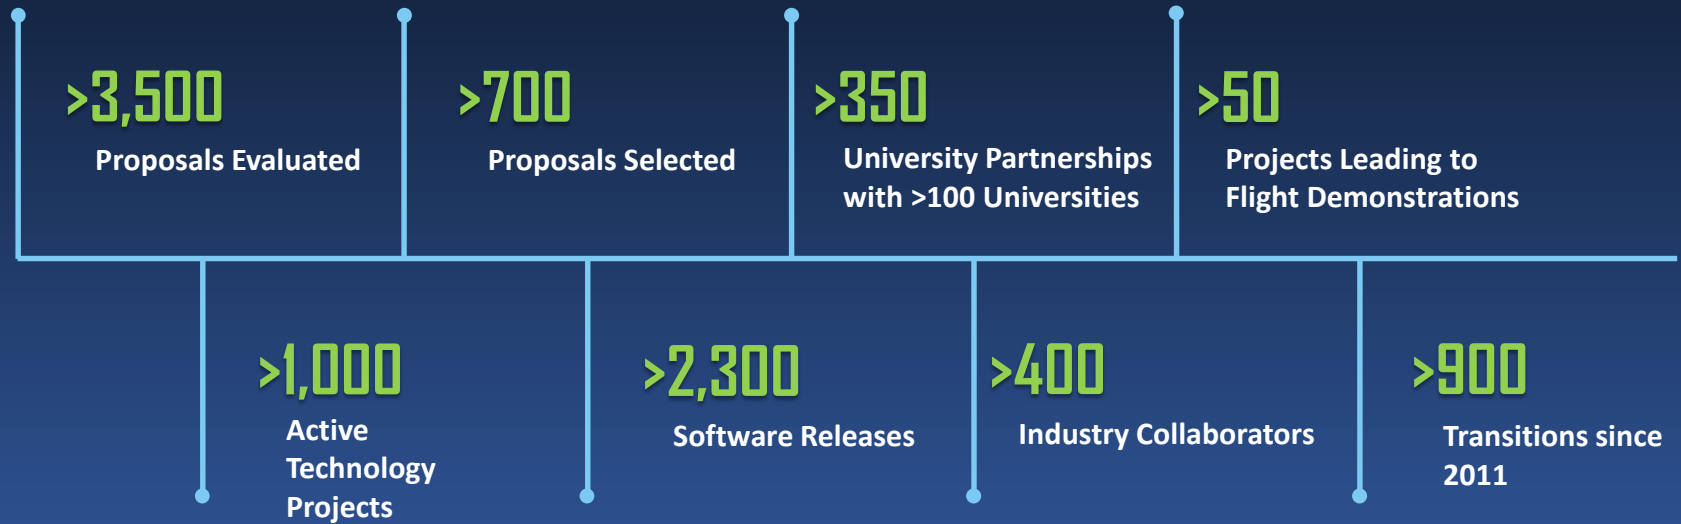 >3,500
Proposals Evaluated
>700
Proposals Selected
>350
University Partnerships
with >100 Universities
>50
Projects Leading to
Flight Demonstrations
>1,000
Active
Technology
Projects
>2,300
Software Releases
>400
Industry Collaborators
>900
Transitions since
2011